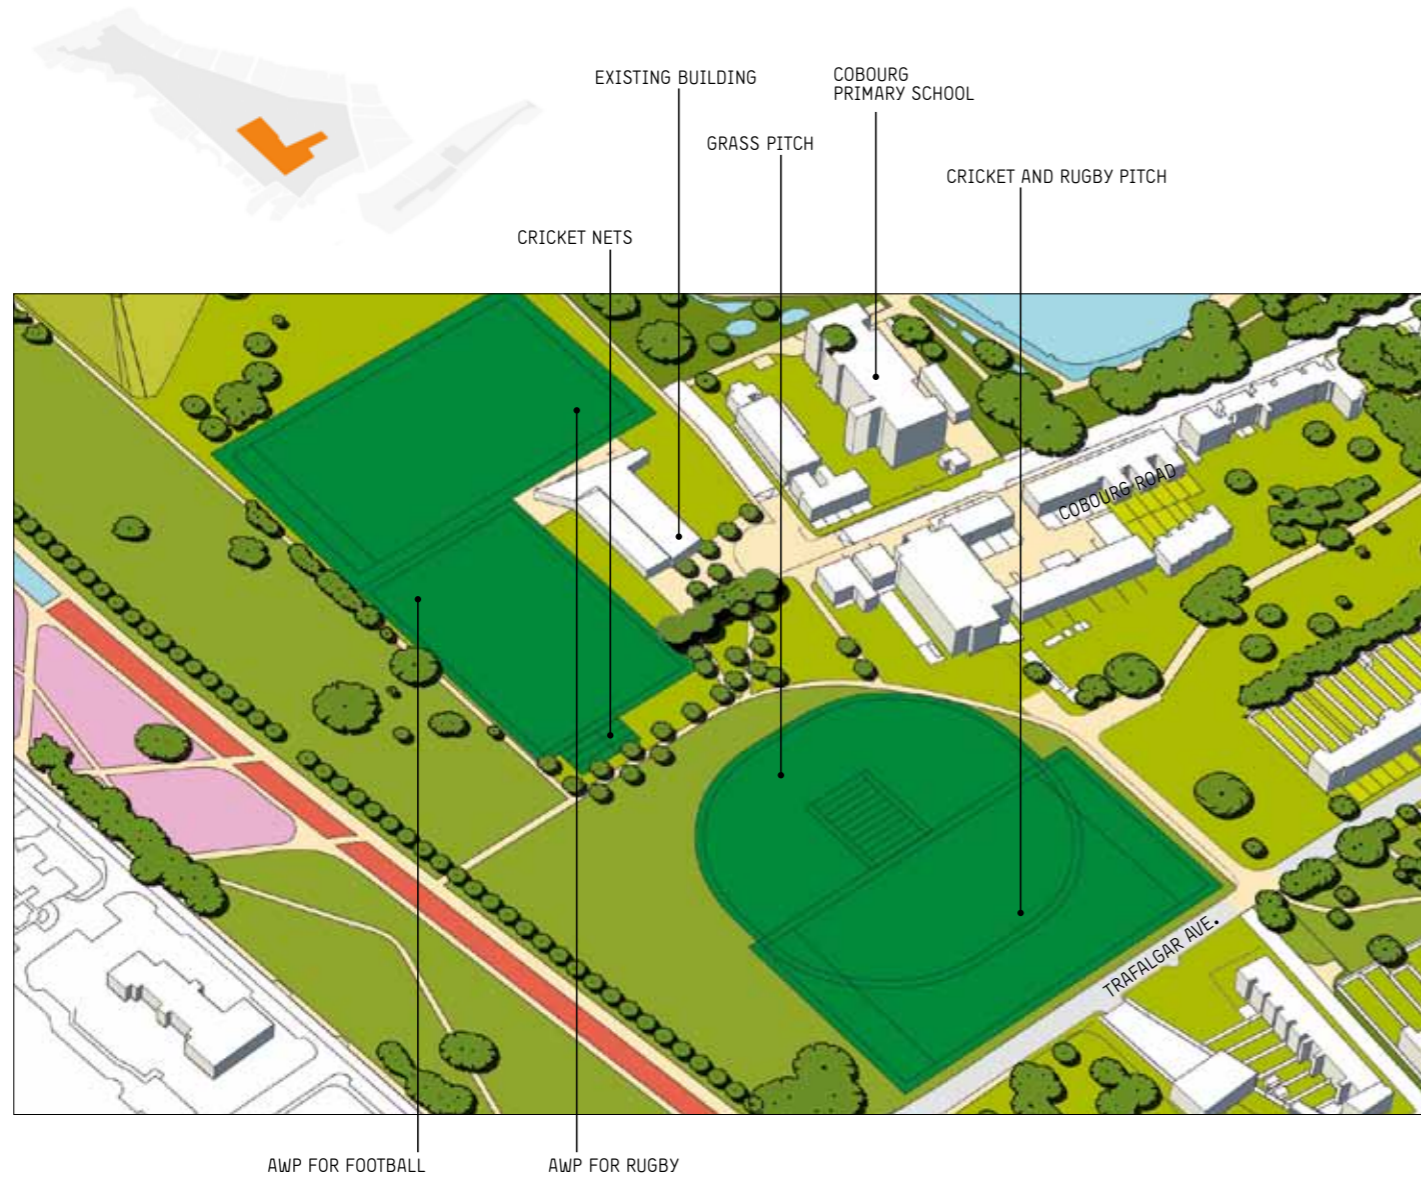 EXISTING BUILDING
COBOURG
PRIMARY SCHOOL
GRASS PITCH
CRICKET AND RUGBY PITCH
CRICKET NETS
COBOURG ROAD
TRAFALGAR AVE.
AWP FOR FOOTBALL
AWP FOR RUGBY